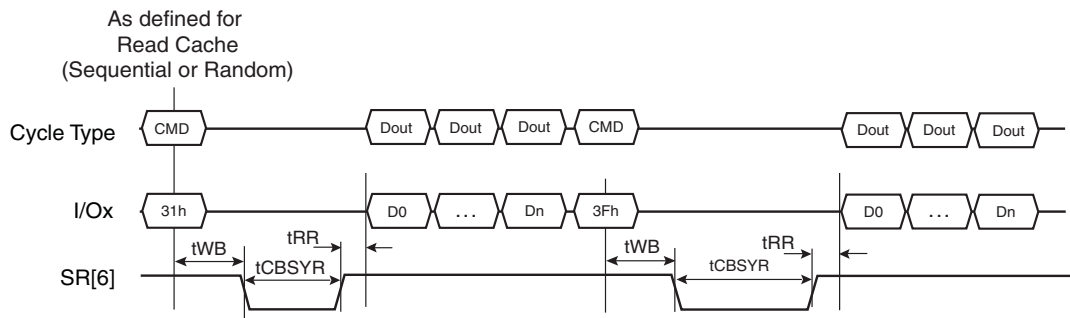 As defined for
Read Cache
(Sequential or Random)
Cycle Type CMD Dout Dout Dout CMD Dout Dout Dout
I/Ox 31h D0 ... Dn 3Fh D0 ... Dn
tWB tRR tWB tRR
SR[6] tCBSYR tCBSYR